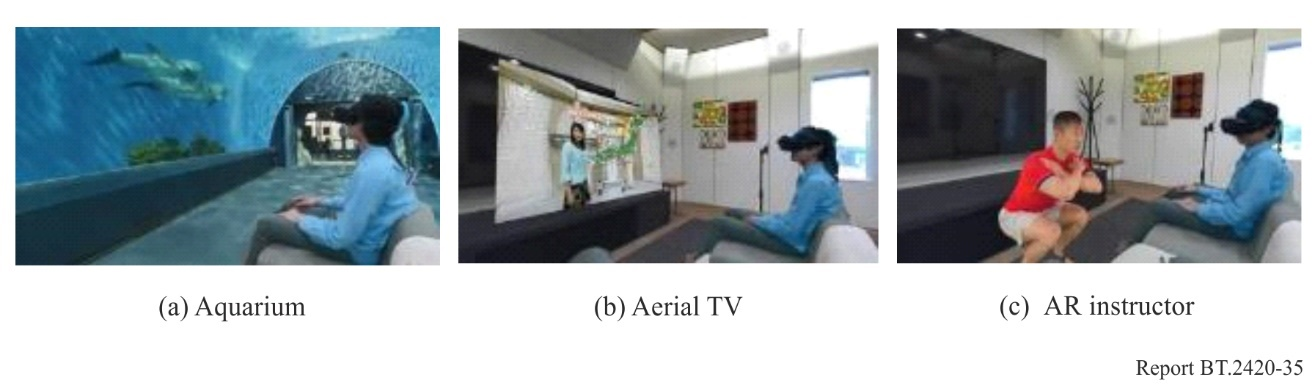 (a) Aquarium
(b) Aerial TV
(c) AR instructor
Report BT.2420-35